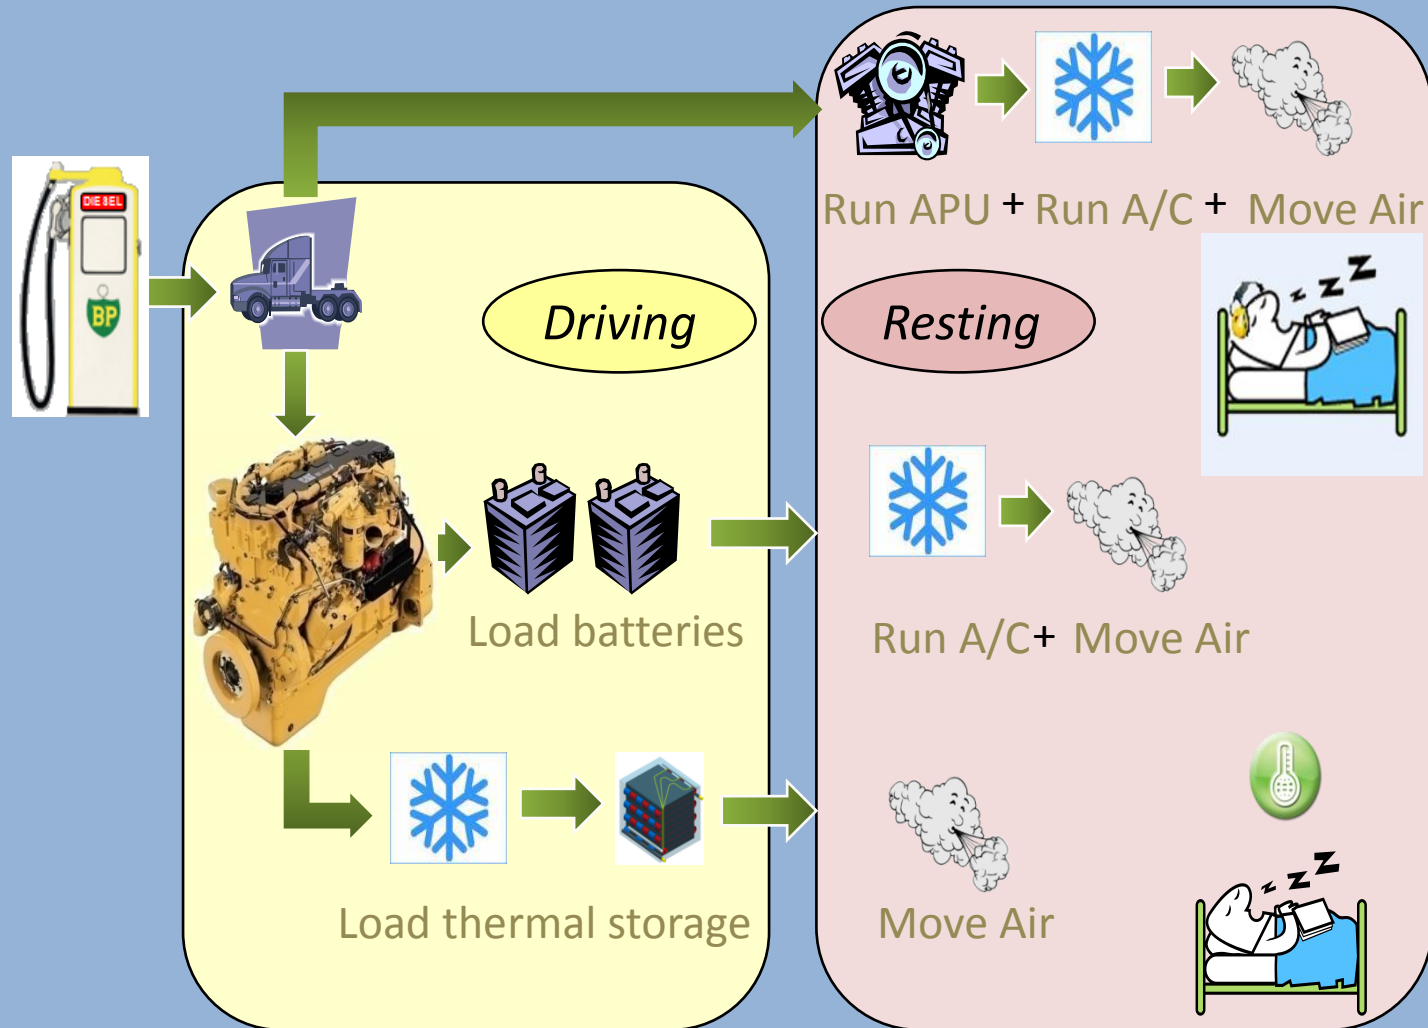 Run APU + Run A/C + Move Air
DIESEL
BP
Driving
Resting
z z Z
Load batteries
Run A/C + Move Air
Load thermal storage
Move Air
z z Z